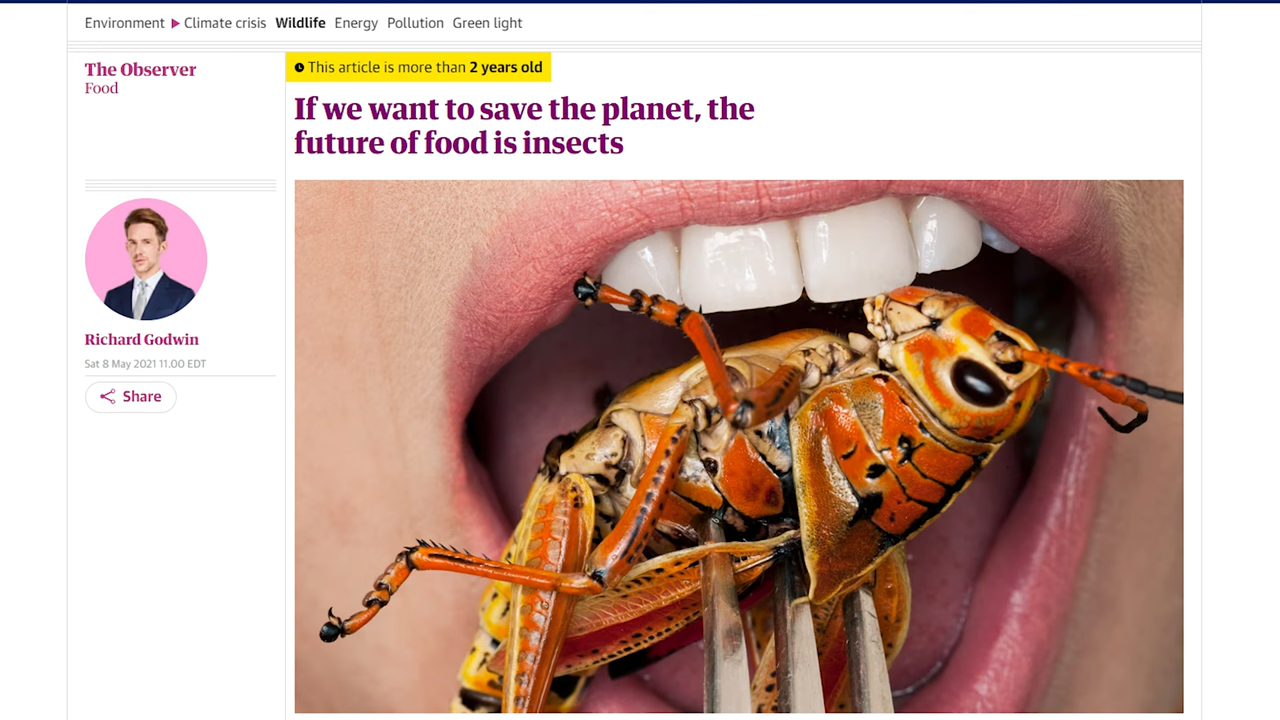 Environment Climate crisis Wildlife Energy Pollution Green light
The Observer
Food
This article is more than 2 years old
If we want to save the planet, the
future of food is insects
Richard Godwin
Sat 8 May 2021 11.00 EDT
Share